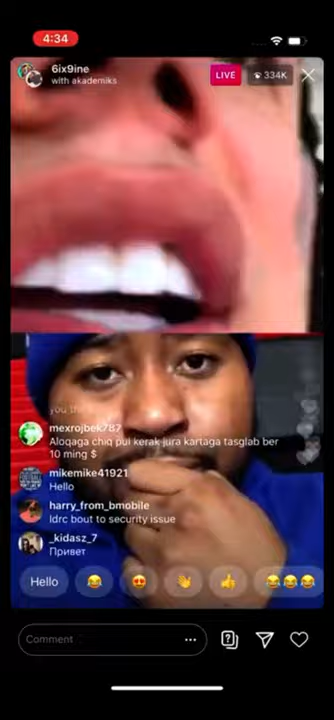 4:34
6ix9ine
with akademiks
LIVE
334K
mexrojbek787
Aloqaga chiq pul kerak jura kartaga tasglab ber
10 ming $
mikemike41921
Hello
harry_from_bmobile
Idrc bout to security issue
_kidasz_7
Привет
Hello
Comment